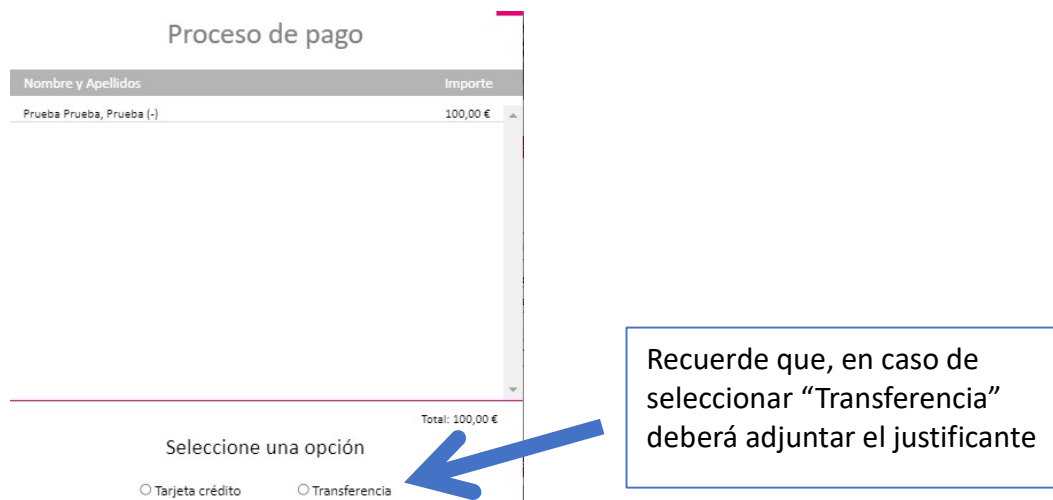 Proceso de pago
Nombre y Apellidos Importe
Prueba Prueba, Prueba (-) 100,00 €
Total: 100,00 €
Seleccione una opción
Tarjeta crédito Transferencia
Recuerde que, en caso de
seleccionar “Transferencia”
deberá adjuntar el justificante